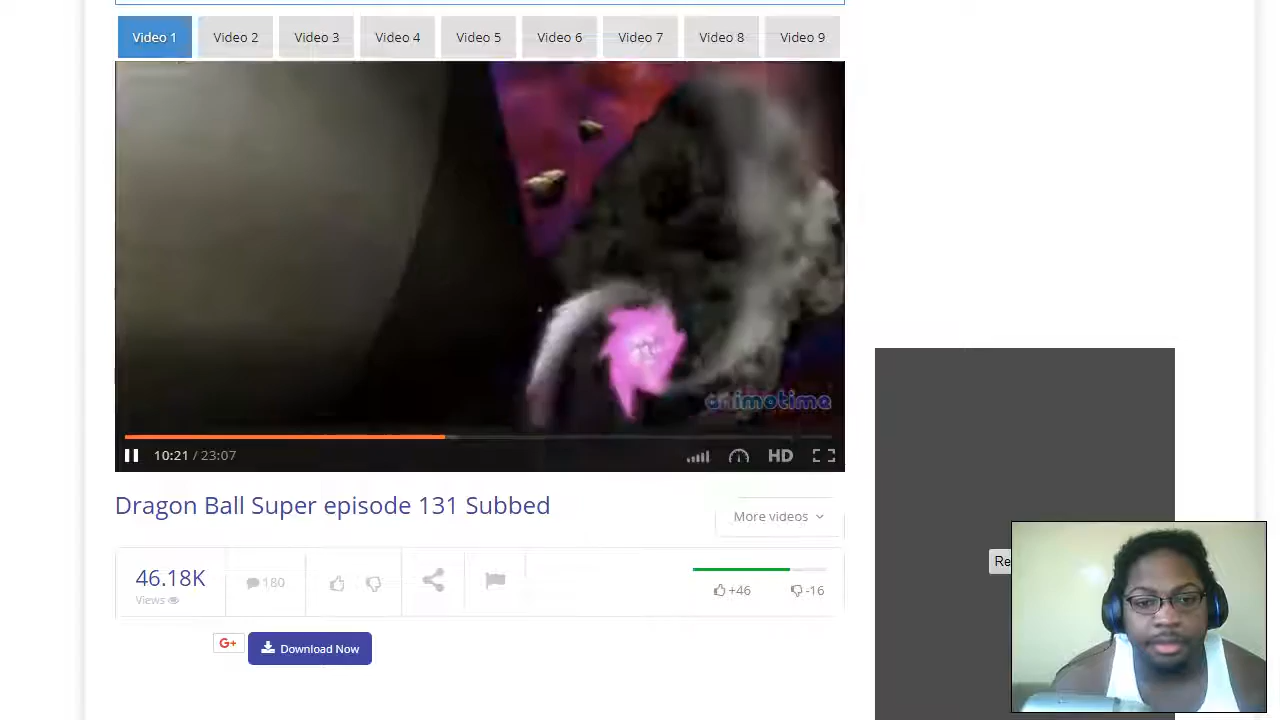 Video 1 Video 2 Video 3 Video 4 Video 5 Video 6 Video 7 Video 8 Video 9
animotime
10:21 / 23:07 HD
Dragon Ball Super episode 131 Subbed
More videos
46.18K
Views
180
+46 -16
G+ Download Now
Re